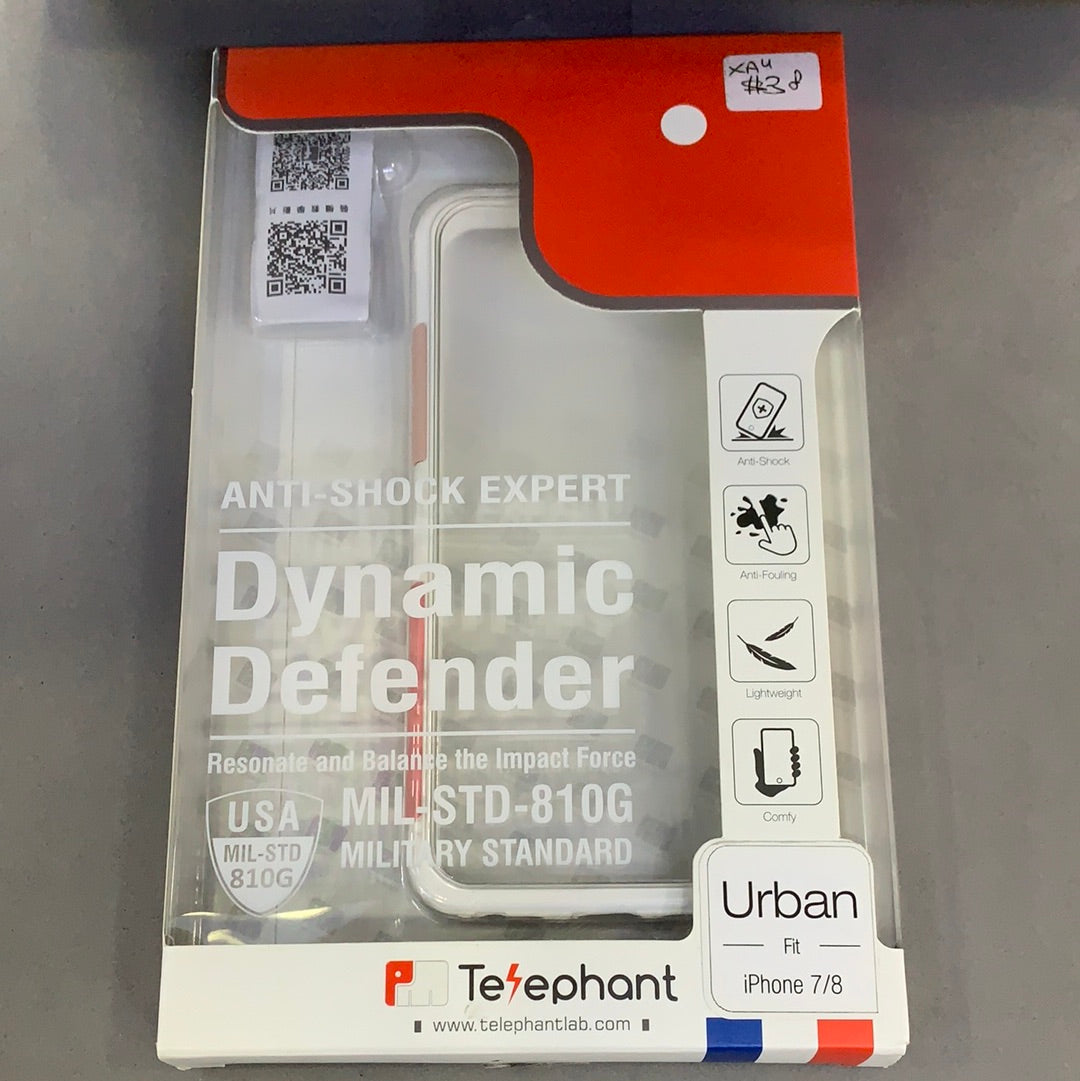 XAU
$38
Anti-Shock
ANTI-SHOCK EXPERT
Anti-Fouling
Dynamic
Defender
Lightweight
Resonate and Balance the Impact Force
USA
MIL-STD
810G
MIL-STD-810G
MILITARY STANDARD
Comfy
Urban
Fit
iPhone 7/8
Telephant
www.telephantlab.com